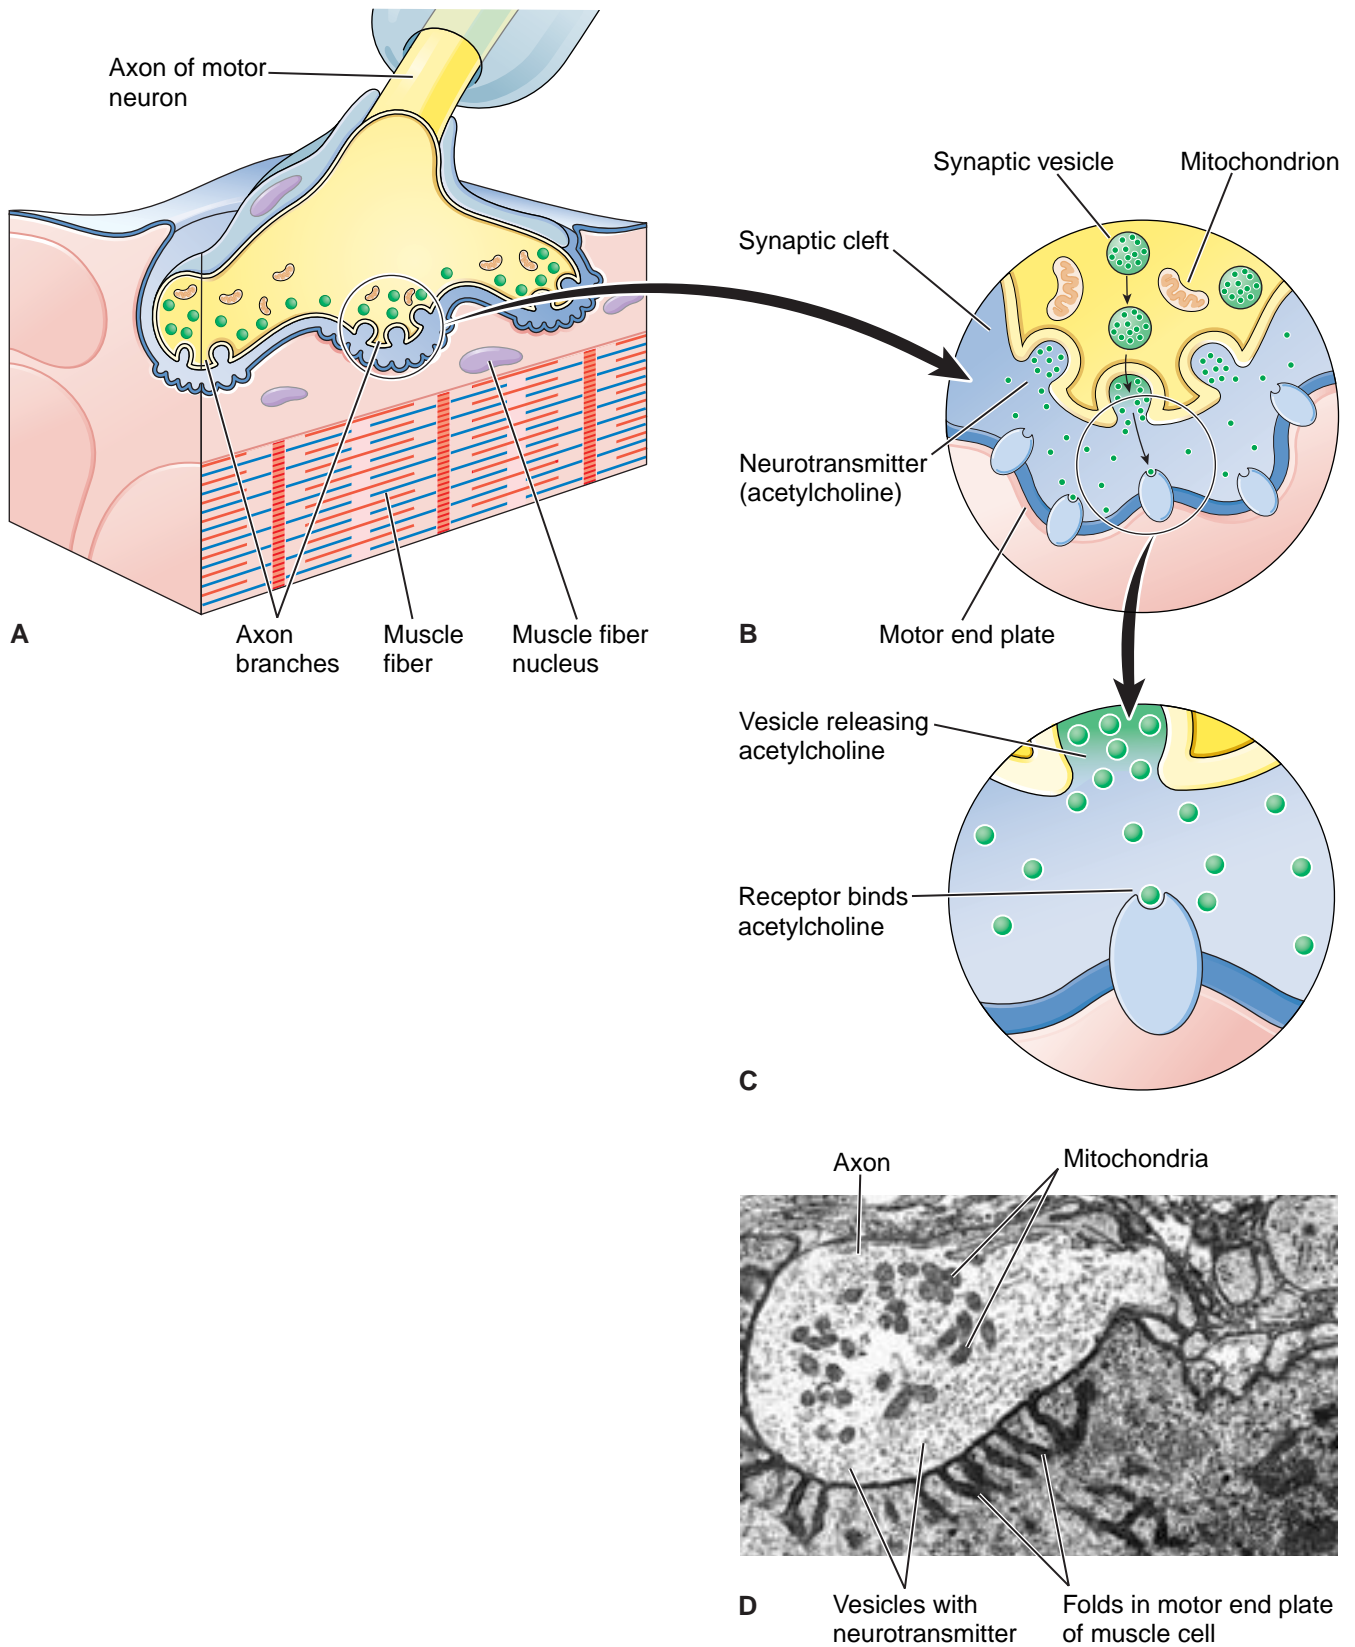 Axon of motor
neuron
Axon
branches
Muscle
fiber
Muscle fiber
nucleus
A
Synaptic vesicle
Mitochondrion
Synaptic cleft
Neurotransmitter
(acetylcholine)
Motor end plate
B
Vesicle releasing
acetylcholine
Receptor binds
acetylcholine
C
Axon
Mitochondria
Vesicles with
neurotransmitter
Folds in motor end plate
of muscle cell
D